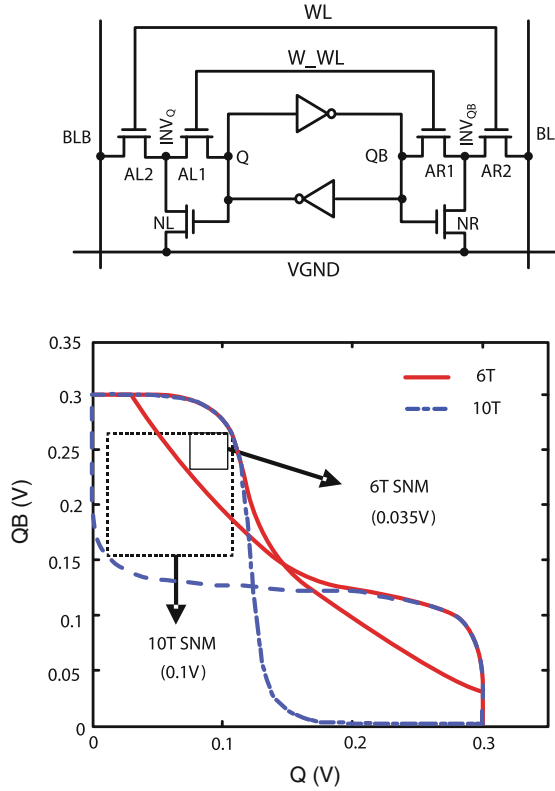 WL
W_WL
BLB
INVQ
INVQB
BL
AL2
AL1
Q
QB
AR1
AR2
NL
NR
VGND
0.35
0.3
0.25
0.2
0.15
0.1
0.05
0
QB (V)
6T
10T
6T SNM
(0.035V)
10T SNM
(0.1V)
0
0.1
0.2
0.3
Q (V)